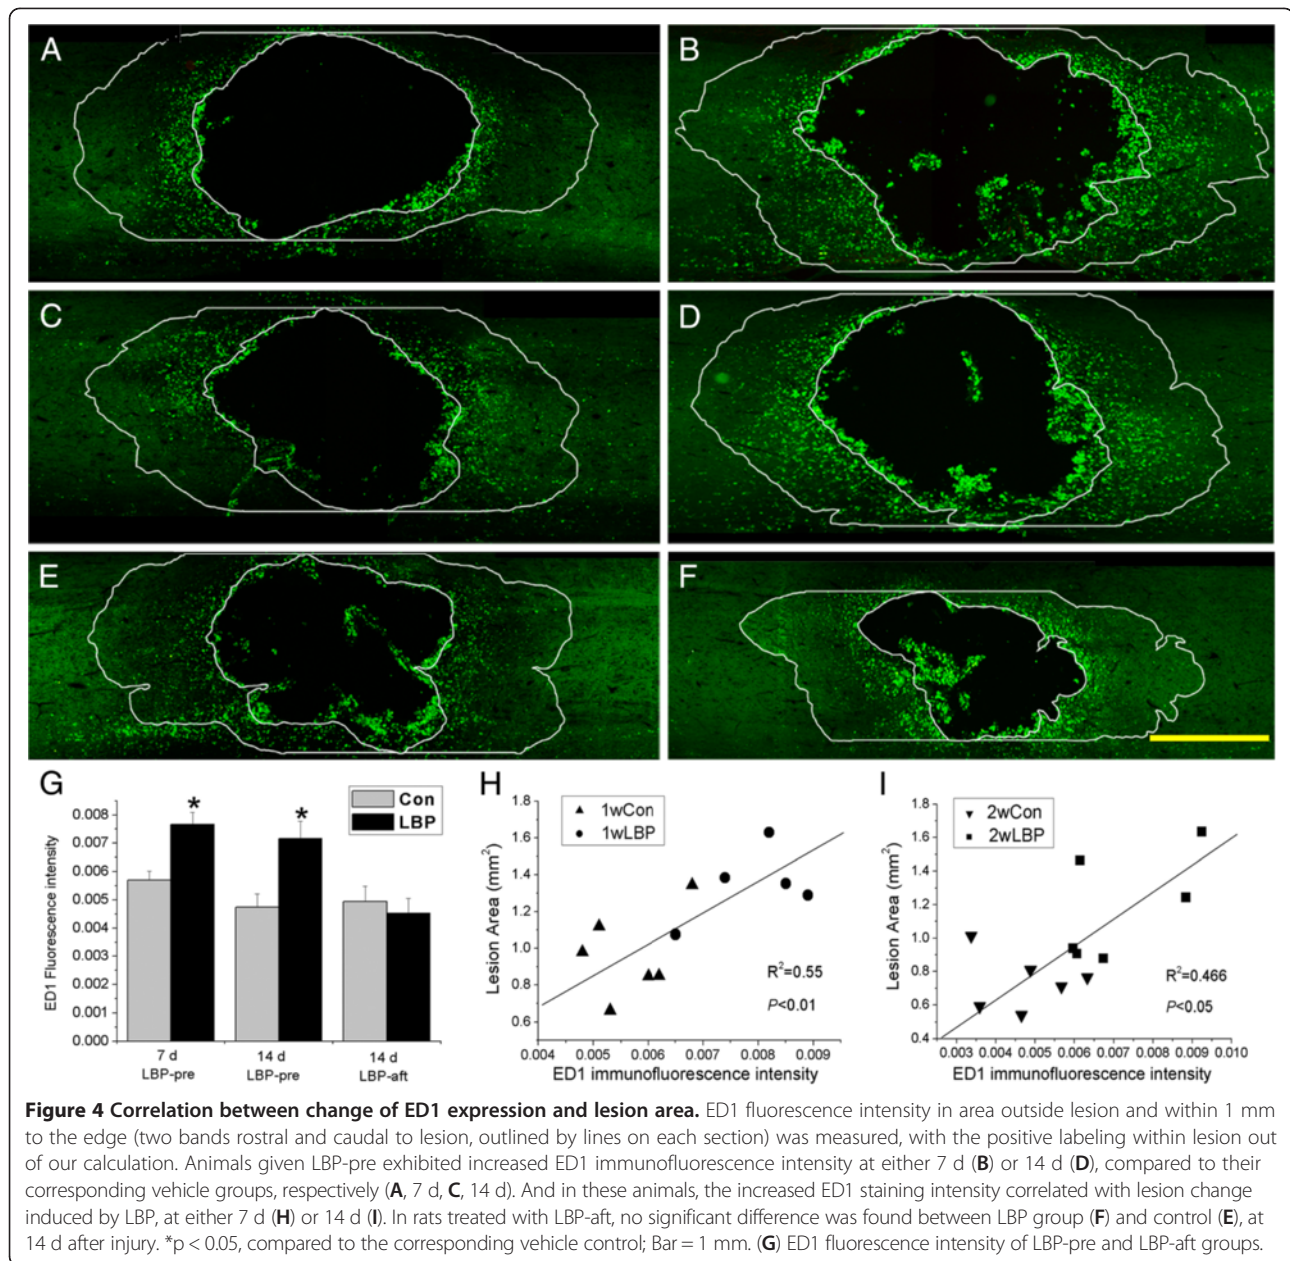 A
B
C
D
E
F
G
Con
LBP
*
*
ED1 Fluorescence intensity
0.008
0.007
0.006
0.005
0.004
0.003
0.002
0.001
0.000
7 d
LBP-pre
14 d
LBP-pre
14 d
LBP-aft
H
1wCon
1wLBP
Lesion Area (mm²)
1.8
1.6
1.4
1.2
1.0
0.8
0.6
R²=0.55
P<0.01
0.004 0.005 0.006 0.007 0.008 0.009
ED1 immunofluorescence intensity
I
2wCon
2wLBP
Lesion Area (mm²)
1.8
1.6
1.4
1.2
1.0
0.8
0.6
0.4
R²=0.466
P<0.05
0.003 0.004 0.005 0.006 0.007 0.008 0.009 0.010
ED1 immunofluorescence intensity
Figure 4 Correlation between change of ED1 expression and lesion area. ED1 fluorescence intensity in area outside lesion and within 1 mm
to the edge (two bands rostral and caudal to lesion, outlined by lines on each section) was measured, with the positive labeling within lesion out
of our calculation. Animals given LBP-pre exhibited increased ED1 immunofluorescence intensity at either 7 d (B) or 14 d (D), compared to their
corresponding vehicle groups, respectively (A, 7 d, C, 14 d). And in these animals, the increased ED1 staining intensity correlated with lesion change
induced by LBP, at either 7 d (H) or 14 d (I). In rats treated with LBP-aft, no significant difference was found between LBP group (F) and control (E), at
14 d after injury. *p < 0.05, compared to the corresponding vehicle control; Bar = 1 mm. (G) ED1 fluorescence intensity of LBP-pre and LBP-aft groups.